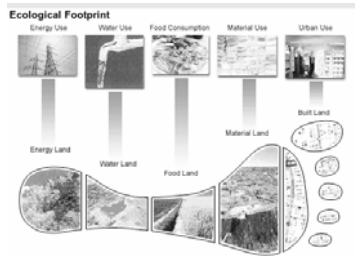 Ecological Footprint
Energy Use
Water Use
Food Consumption
Material Use
Urban Use
Energy Land
Water Land
Food Land
Material Land
Built Land